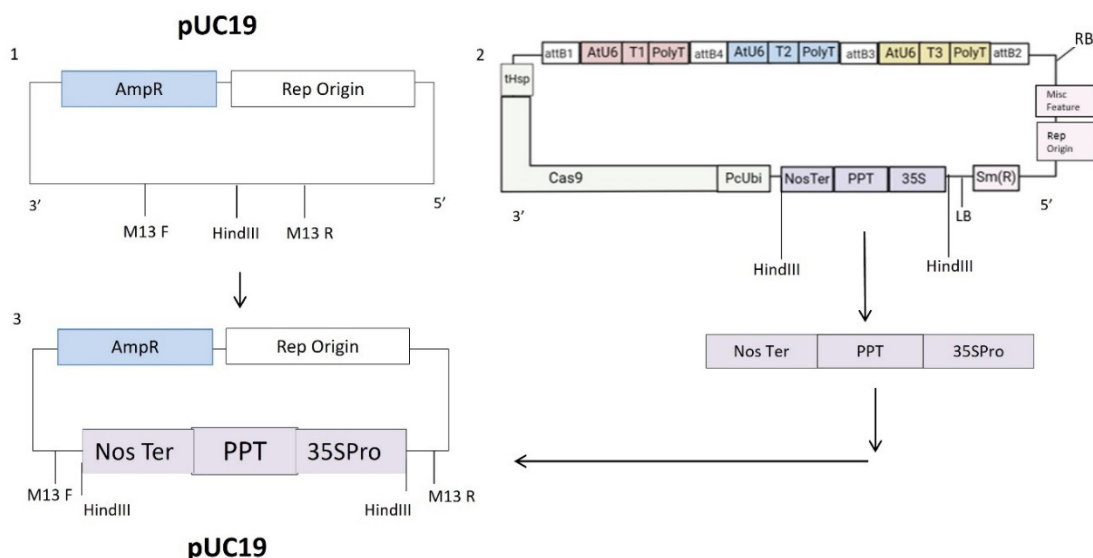 pUC19
1
AmpR
Rep Origin
3'
5'
M13 F
HindIII
M13 R
2
attB1
AtU6
T1
PolyT
attB4
AtU6
T2
PolyT
attB3
AtU6
T3
PolyT
attB2
RB
tHsp
Misc
Feature
Rep
Origin
Cas9
PcUbi
NosTer
PPT
35S
Sm(R)
3'
LB
5'
HindIII
HindIII
3
AmpR
Rep Origin
Nos Ter
PPT
35SPro
M13 F
HindIII
HindIII
M13 R
pUC19
Nos Ter
PPT
35SPro